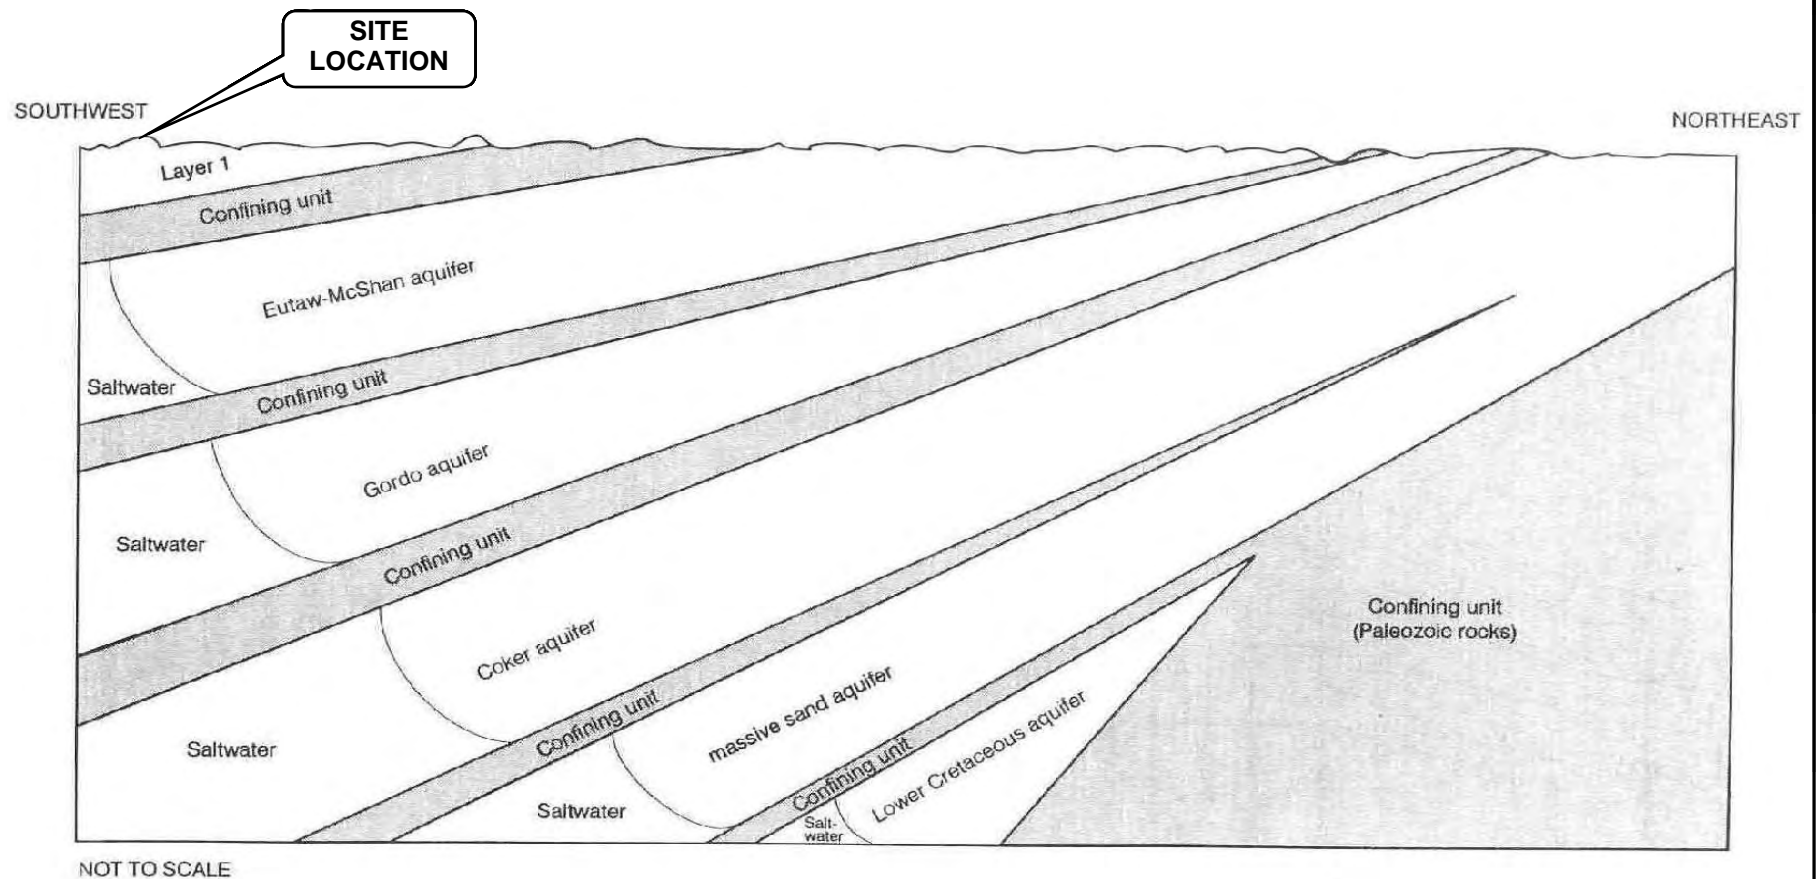 SITE
LOCATION
SOUTHWEST
NORTHEAST
Layer 1
Confining unit
Eutaw-McShan aquifer
Saltwater
Confining unit
Gordo aquifer
Saltwater
Confining unit
Confining unit
(Paleozoic rocks)
Coker aquifer
Saltwater
Confining unit
massive sand aquifer
Saltwater
Confining unit
Lower Cretaceous aquifer
Salt-
water
NOT TO SCALE